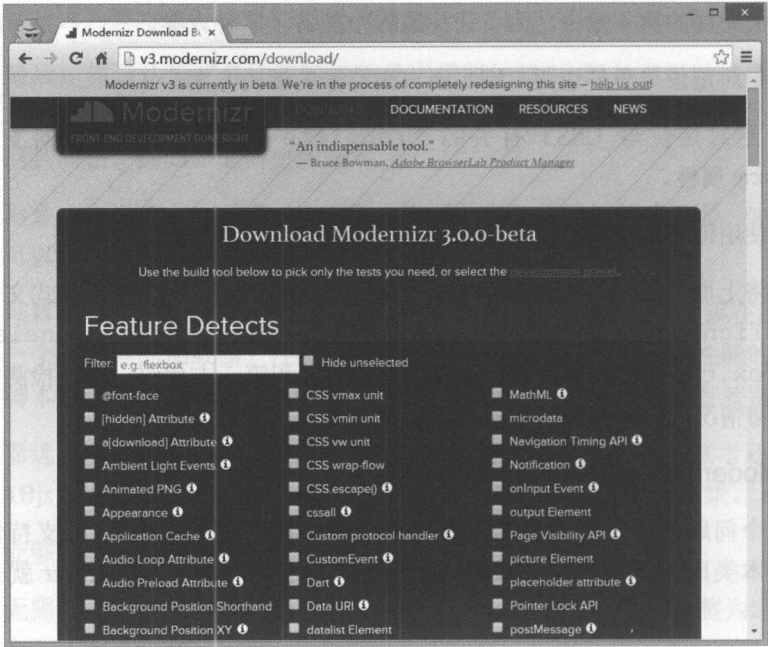 Modernizr Download Bu
v3.modernizr.com/download/
Modernizr v3 is currently in beta. We're in the process of completely redesigning this site – help us out!
Modernizr
FRONT-END DEVELOPMENT DONE RIGHT
DOWNLOAD DOCUMENTATION RESOURCES NEWS
"An indispensable tool."
— Bruce Bowman, Adobe BrowserLab Product Manager
Download Modernizr 3.0.0-beta
Use the build tool below to pick only the tests you need, or select the development preset.
Feature Detects
Filter: e.g. flexbox Hide unselected
@font-face CSS vmax unit MathML
[hidden] Attribute CSS vmin unit microdata
a[download] Attribute CSS vw unit Navigation Timing API
Ambient Light Events CSS wrap-flow Notification
Animated PNG CSS.escape() onInput Event
Appearance cssall output Element
Application Cache Custom protocol handler Page Visibility API
Audio Loop Attribute CustomEvent picture Element
Audio Preload Attribute Dart placeholder attribute
Background Position Shorthand Data URI Pointer Lock API
Background Position XY datalist Element postMessage